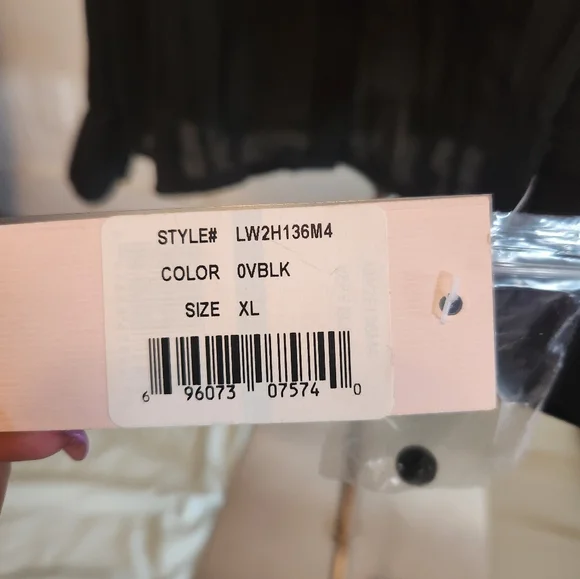 STYLE# LW2H136M4
COLOR 0VBLK
SIZE XL
6 96073 07574 0